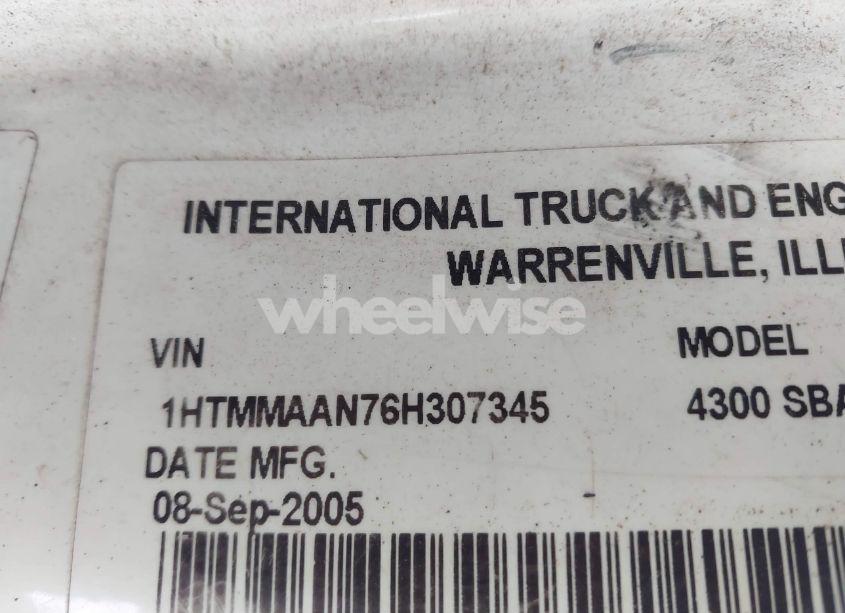 INTERNATIONAL TRUCK AND ENG
WARRENVILLE, ILL
wheelwise
VIN
MODEL
1HTMMAAN76H307345
4300 SBA
DATE MFG.
08-Sep-2005